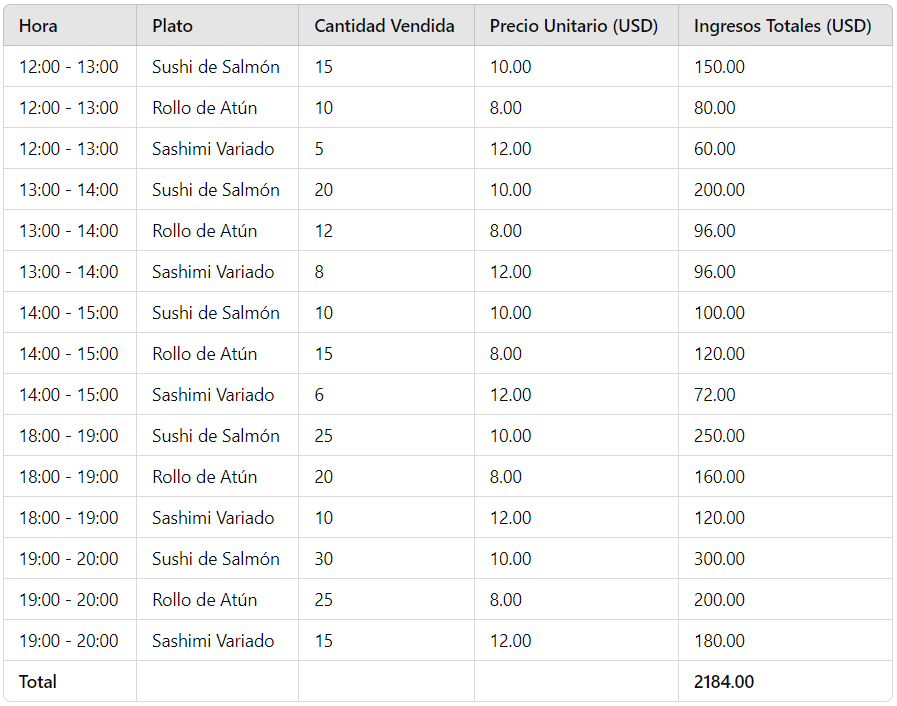 Hora Plato Cantidad Vendida Precio Unitario (USD) Ingresos Totales (USD)
12:00 - 13:00 Sushi de Salmón 15 10.00 150.00
12:00 - 13:00 Rollo de Atún 10 8.00 80.00
12:00 - 13:00 Sashimi Variado 5 12.00 60.00
13:00 - 14:00 Sushi de Salmón 20 10.00 200.00
13:00 - 14:00 Rollo de Atún 12 8.00 96.00
13:00 - 14:00 Sashimi Variado 8 12.00 96.00
14:00 - 15:00 Sushi de Salmón 10 10.00 100.00
14:00 - 15:00 Rollo de Atún 15 8.00 120.00
14:00 - 15:00 Sashimi Variado 6 12.00 72.00
18:00 - 19:00 Sushi de Salmón 25 10.00 250.00
18:00 - 19:00 Rollo de Atún 20 8.00 160.00
18:00 - 19:00 Sashimi Variado 10 12.00 120.00
19:00 - 20:00 Sushi de Salmón 30 10.00 300.00
19:00 - 20:00 Rollo de Atún 25 8.00 200.00
19:00 - 20:00 Sashimi Variado 15 12.00 180.00
Total 2184.00